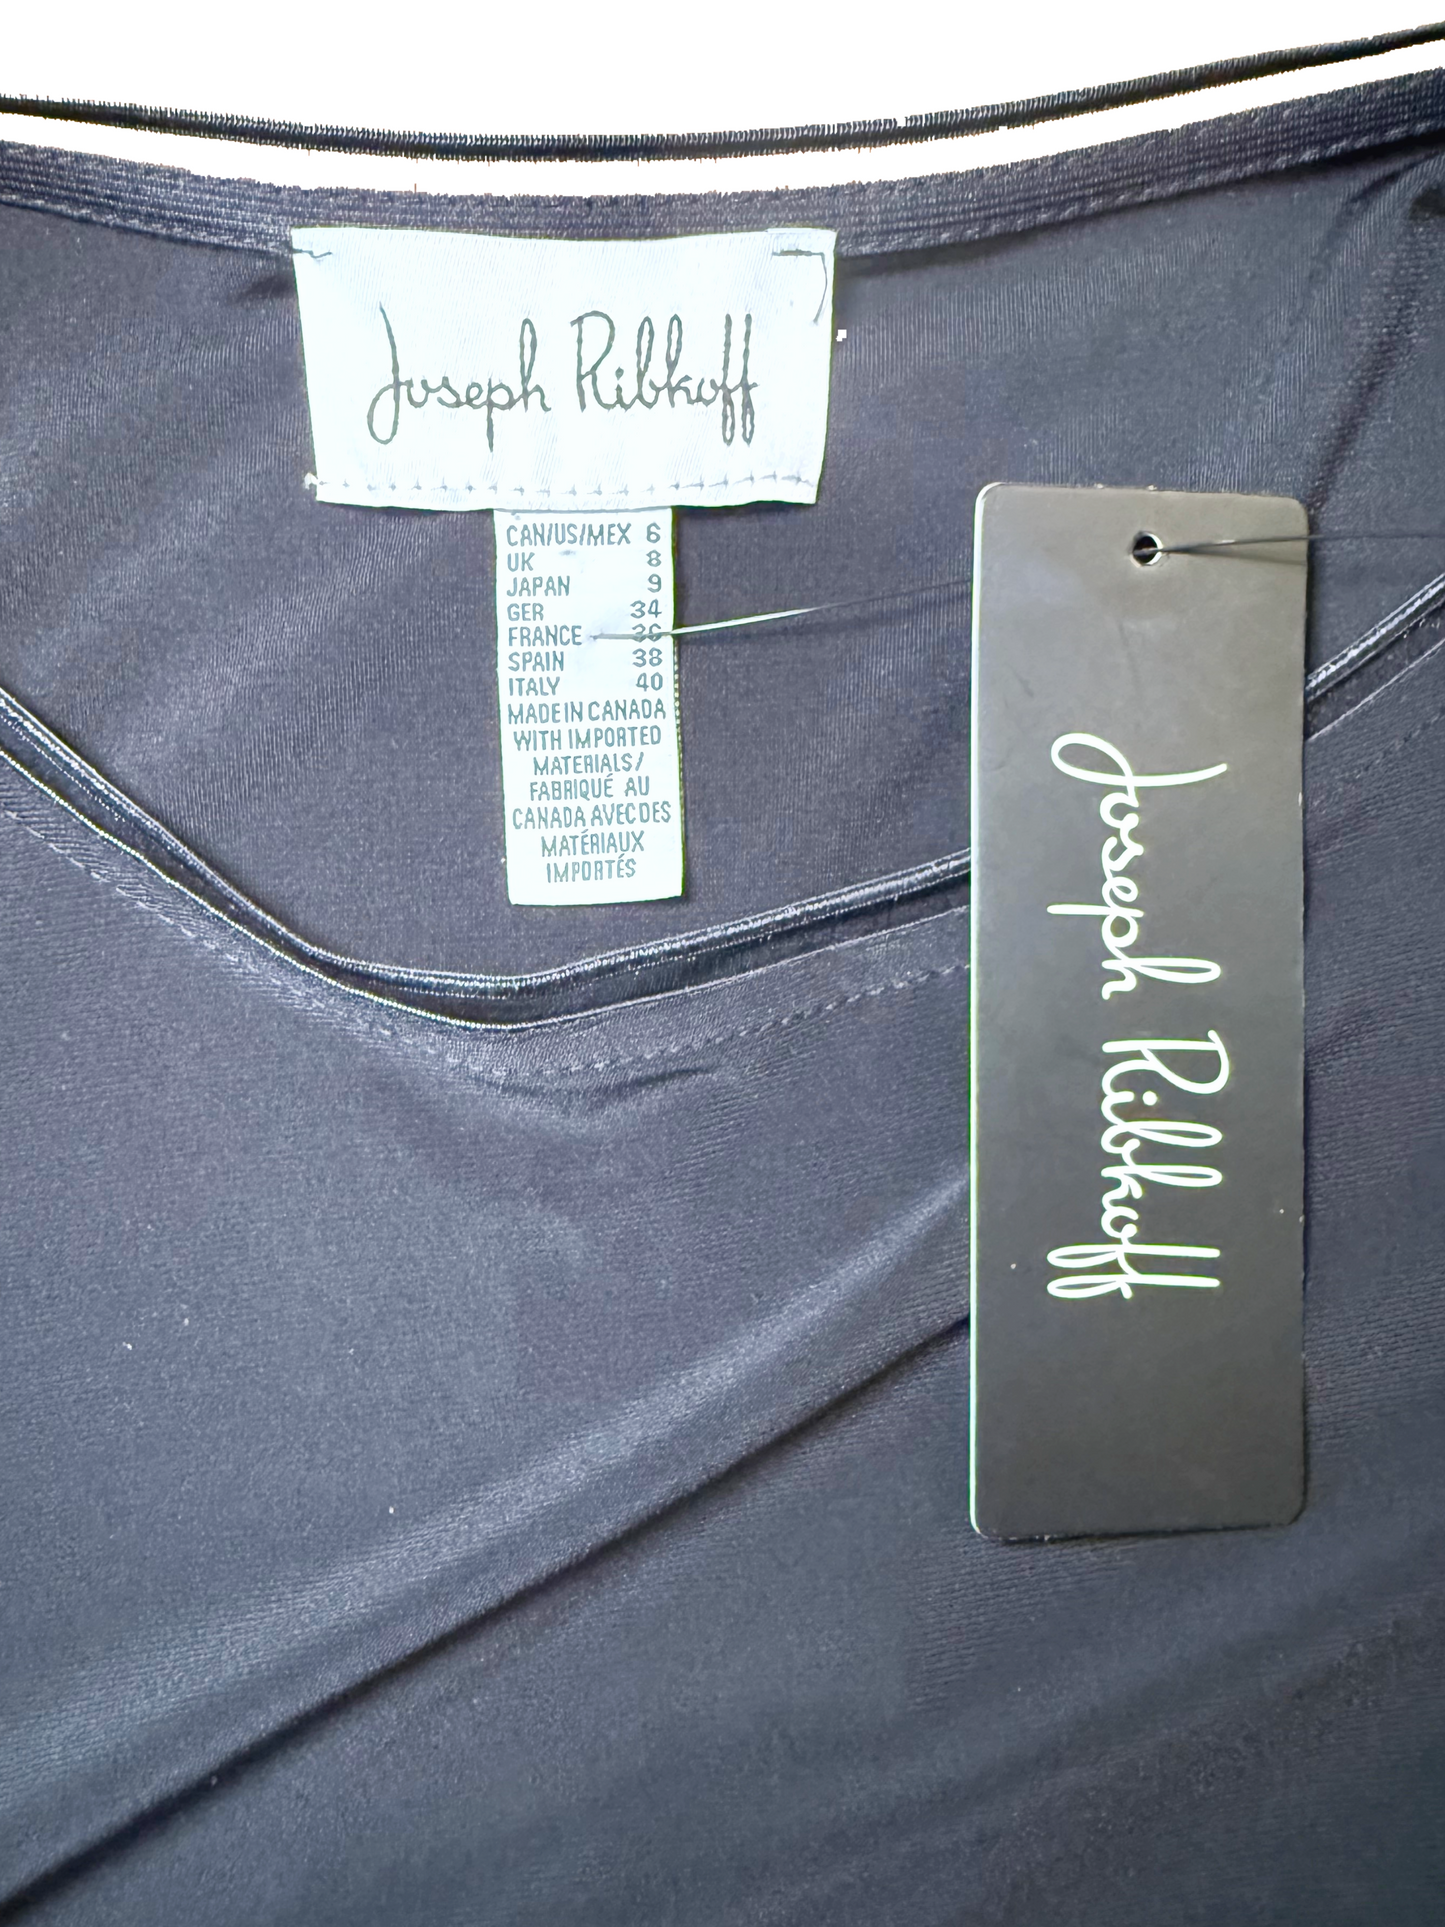 Joseph Ribkoff
CAN/US/MEX 6
UK 8
JAPAN 9
GER 34
FRANCE 36
SPAIN 38
ITALY 40
MADE IN CANADA
WITH IMPORTED
MATERIALS/
FABRIQUÉ AU
CANADA AVEC DES
MATÉRIAUX
IMPORTÉS
Joseph Ribkoff